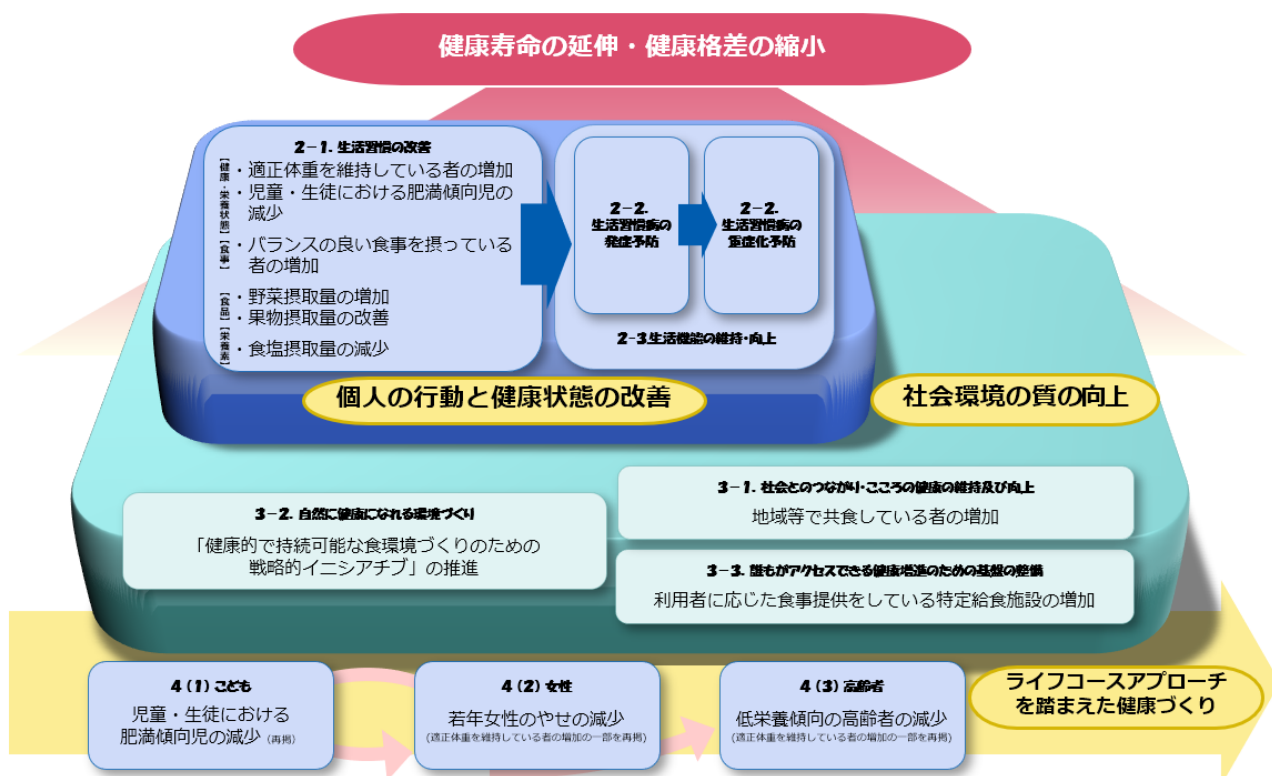 健康寿命の延伸・健康格差の縮小
2－1. 生活習慣の改善
【健康・栄養状態】
・適正体重を維持している者の増加
・児童・生徒における肥満傾向児の
減少
【食事】
・バランスの良い食事を摂っている
者の増加
【食品】
・野菜摂取量の増加
・果物摂取量の改善
【栄養素】
・食塩摂取量の減少
2－2.
生活習慣病の
発症予防
2－2.
生活習慣病の
重症化予防
2-3.生活機能の維持・向上
個人の行動と健康状態の改善
社会環境の質の向上
3－1. 社会とのつながり・こころの健康の維持及び向上
地域等で共食している者の増加
3－2. 自然に健康になれる環境づくり
「健康的で持続可能な食環境づくりのための
戦略的イニシアチブ」の推進
3－3. 誰もがアクセスできる健康増進のための基盤の整備
利用者に応じた食事提供をしている特定給食施設の増加
4（1）こども
児童・生徒における
肥満傾向児の減少（再掲）
4（2）女性
若年女性のやせの減少
(適正体重を維持している者の増加の一部を再掲)
4（3）高齢者
低栄養傾向の高齢者の減少
(適正体重を維持している者の増加の一部を再掲)
ライフコースアプローチ
を踏まえた健康づくり